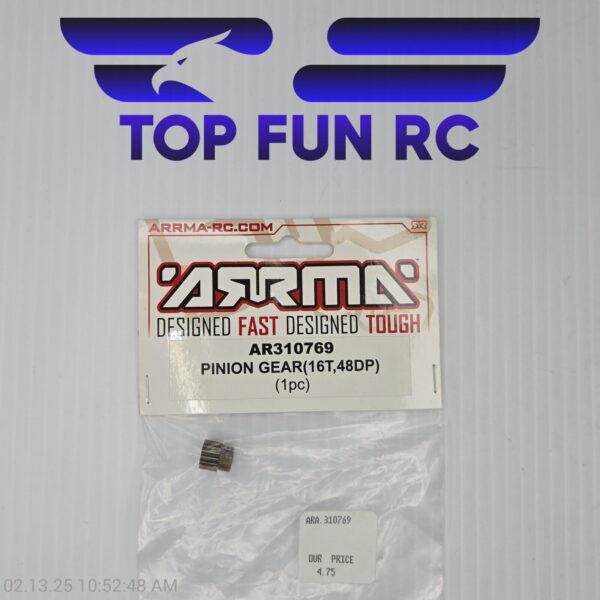 TOP FUN RC
ARRMA-RC.COM
ARRMA
DESIGNED FAST DESIGNED TOUGH
AR310769
PINION GEAR(16T,48DP)
(1pc)
ARA.310769
OUR PRICE
4.75
02.13.25 10:52:48 AM